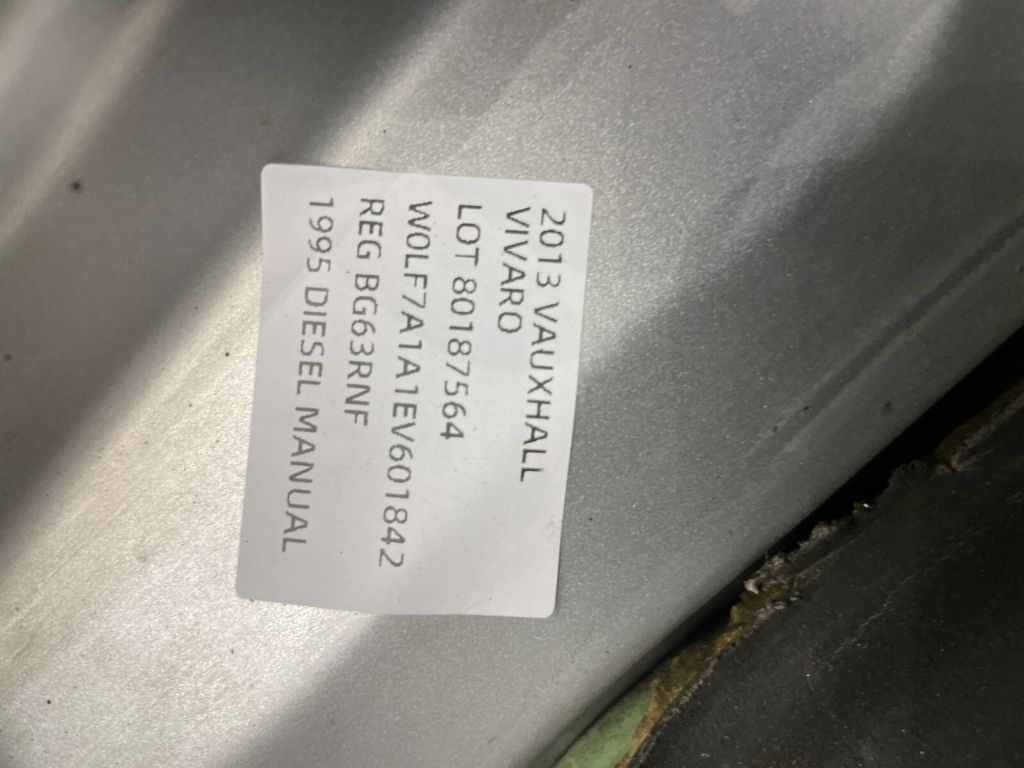 2013 VAUXHALL
VIVARO
LOT 80187564
W0LF7A1A1EV601842
REG BG63RNF
1995 DIESEL MANUAL